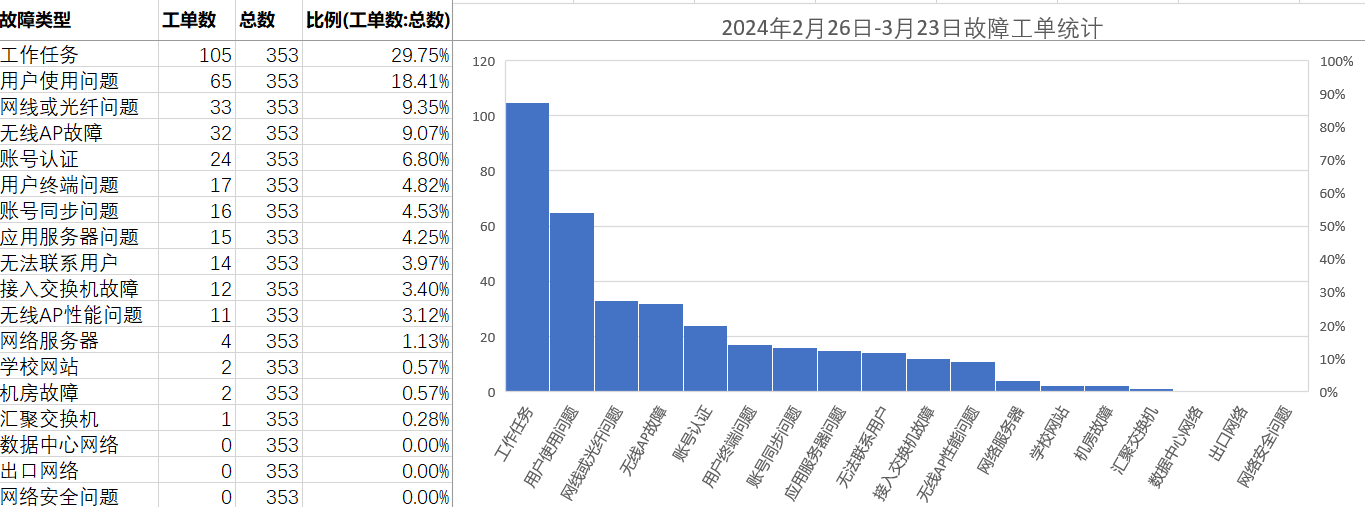 故障类型 工单数 总数 比例(工单数:总数)
工作任务 105 353 29.75%
用户使用问题 65 353 18.41%
网线或光纤问题 33 353 9.35%
无线AP故障 32 353 9.07%
账号认证 24 353 6.80%
用户终端问题 17 353 4.82%
账号同步问题 16 353 4.53%
应用服务器问题 15 353 4.25%
无法联系用户 14 353 3.97%
接入交换机故障 12 353 3.40%
无线AP性能问题 11 353 3.12%
网络服务器 4 353 1.13%
学校网站 2 353 0.57%
机房故障 2 353 0.57%
汇聚交换机 1 353 0.28%
数据中心网络 0 353 0.00%
出口网络 0 353 0.00%
网络安全问题 0 353 0.00%
2024年2月26日-3月23日故障工单统计
120
100
80
60
40
20
0
100%
90%
80%
70%
60%
50%
40%
30%
20%
10%
0%
工作任务
用户使用问题
网线或光纤问题
无线AP故障
账号认证
用户终端问题
账号同步问题
应用服务器问题
无法联系用户
接入交换机故障
无线AP性能问题
网络服务器
学校网站
机房故障
汇聚交换机
数据中心网络
出口网络
网络安全问题